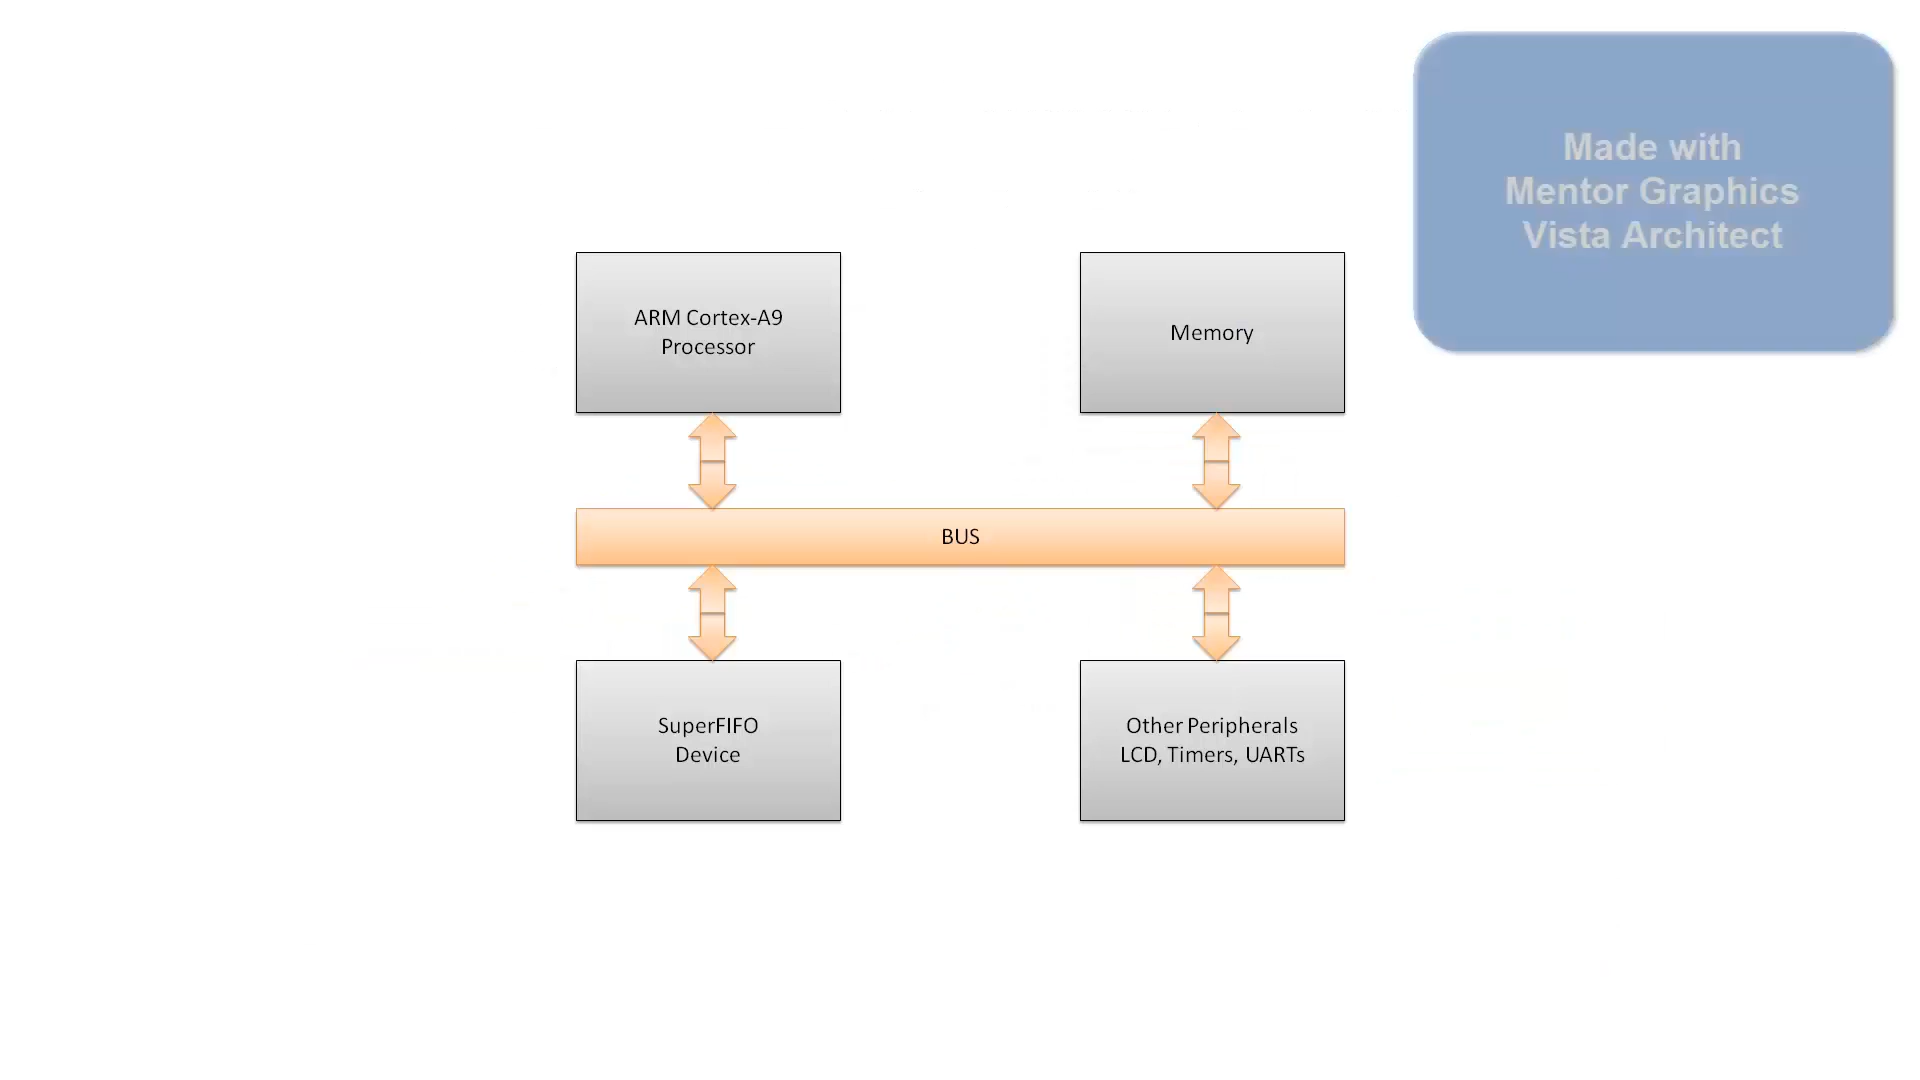 Made with
Mentor Graphics
Vista Architect
ARM Cortex-A9
Processor
Memory
BUS
SuperFIFO
Device
Other Peripherals
LCD, Timers, UARTs